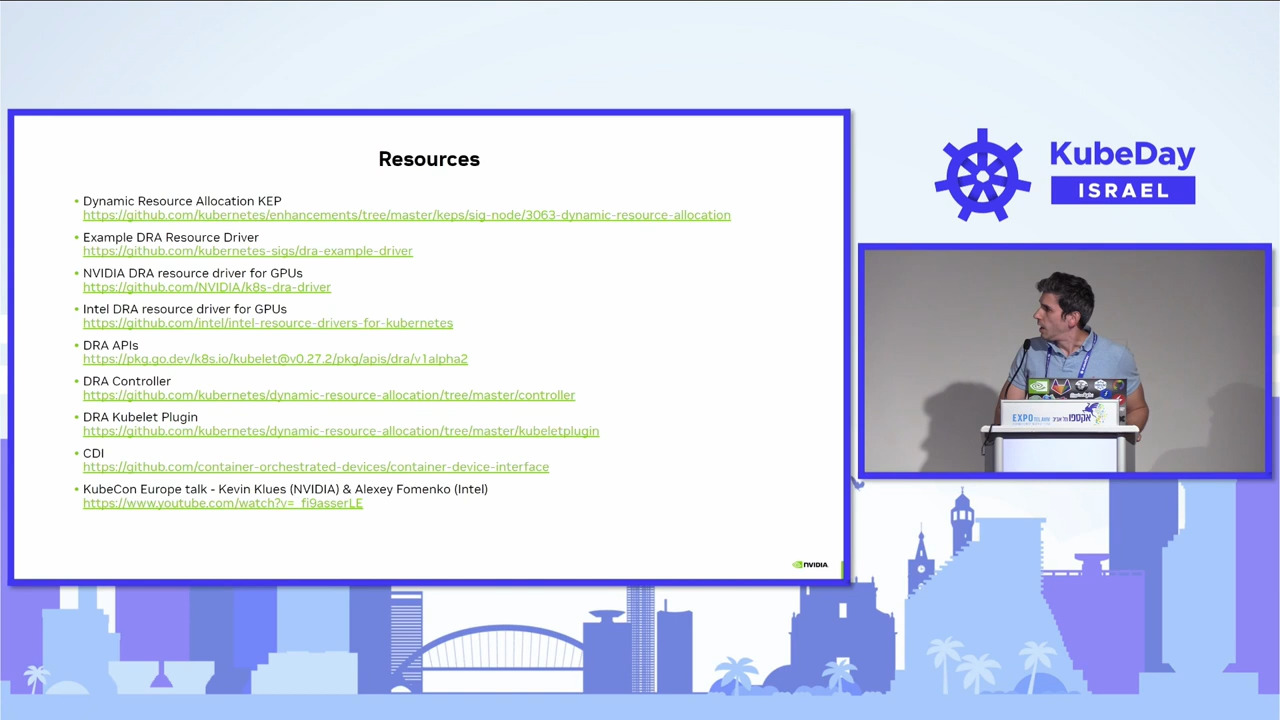 Resources
• Dynamic Resource Allocation KEP
https://github.com/kubernetes/enhancements/tree/master/keps/sig-node/3063-dynamic-resource-allocation
• Example DRA Resource Driver
https://github.com/kubernetes-sigs/dra-example-driver
• NVIDIA DRA resource driver for GPUs
https://github.com/NVIDIA/k8s-dra-driver
• Intel DRA resource driver for GPUs
https://github.com/intel/intel-resource-drivers-for-kubernetes
• DRA APIs
https://pkg.go.dev/k8s.io/kubelet@v0.27.2/pkg/apis/dra/v1alpha2
• DRA Controller
https://github.com/kubernetes/dynamic-resource-allocation/tree/master/controller
• DRA Kubelet Plugin
https://github.com/kubernetes/dynamic-resource-allocation/tree/master/kubeletplugin
• CDI
https://github.com/container-orchestrated-devices/container-device-interface
• KubeCon Europe talk - Kevin Klues (NVIDIA) & Alexey Fomenko (Intel)
https://www.youtube.com/watch?v=_fi9asserLE
NVIDIA
KubeDay
ISRAEL
EXPO TEL AVIV אקספו תל אביב